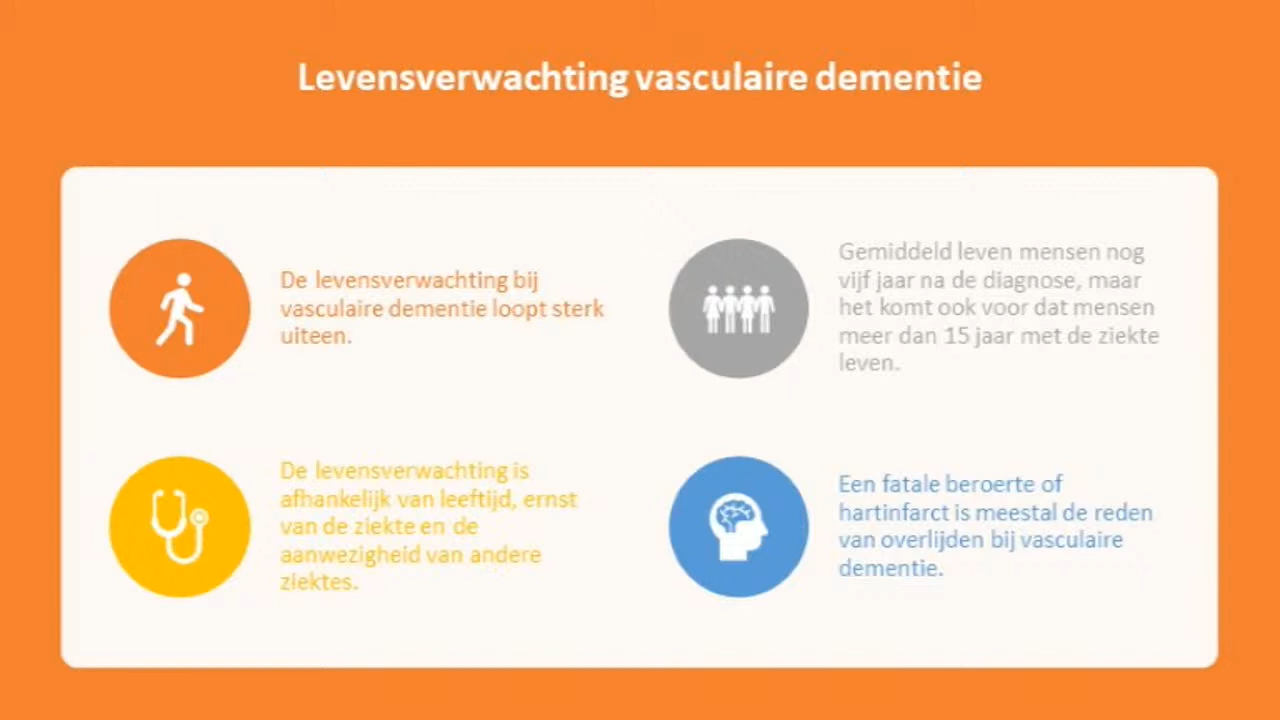 Levensverwachting vasculaire dementie
De levensverwachting bij
vasculaire dementie loopt sterk
uiteen.
Gemiddeld leven mensen nog
vijf jaar na de diagnose, maar
het komt ook voor dat mensen
meer dan 15 jaar met de ziekte
leven.
De levensverwachting is
afhankelijk van leeftijd, ernst
van de ziekte en de
aanwezigheid van andere
ziektes.
Een fatale beroerte of
hartinfarct is meestal de reden
van overlijden bij vasculaire
dementie.